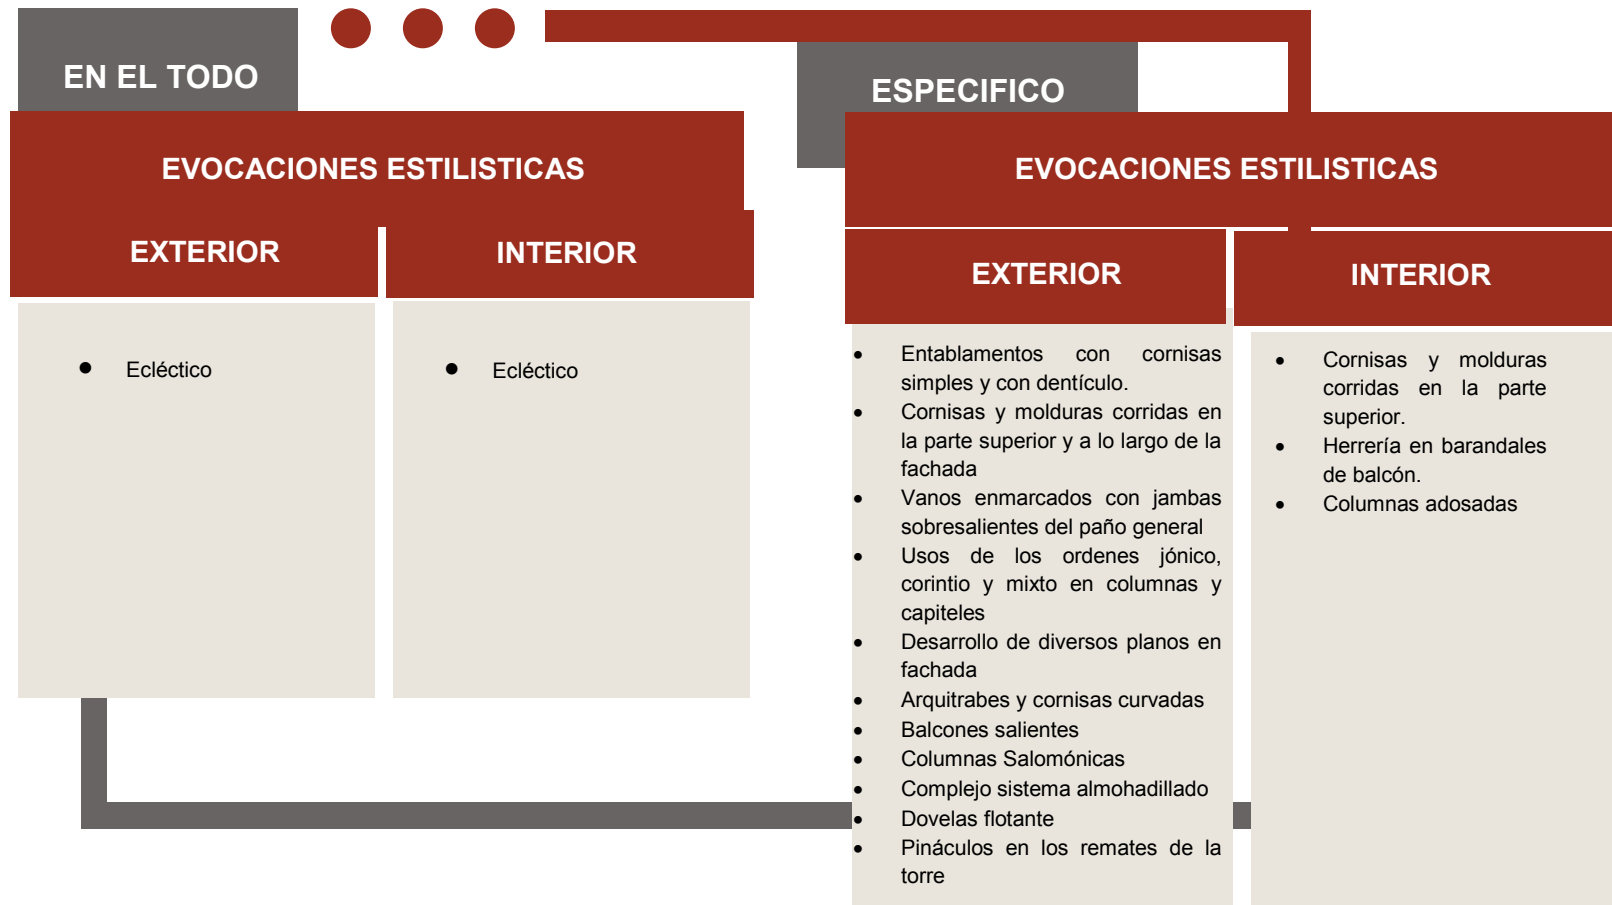 EN EL TODO
EVOCACIONES ESTILISTICAS
EXTERIOR
INTERIOR
• Ecléctico
• Ecléctico
ESPECIFICO
EVOCACIONES ESTILISTICAS
EXTERIOR
INTERIOR
• Entablamentos con cornisas
simples y con dentículo.
• Cornisas y molduras corridas en
la parte superior y a lo largo de la
fachada
• Vanos enmarcados con jambas
sobresalientes del paño general
• Usos de los ordenes jónico,
corintio y mixto en columnas y
capiteles
• Desarrollo de diversos planos en
fachada
• Arquitrabes y cornisas curvadas
• Balcones salientes
• Columnas Salomónicas
• Complejo sistema almohadillado
• Dovelas flotante
• Pináculos en los remates de la
torre
• Cornisas y molduras
corridas en la parte
superior.
• Herrería en barandales
de balcón.
• Columnas adosadas